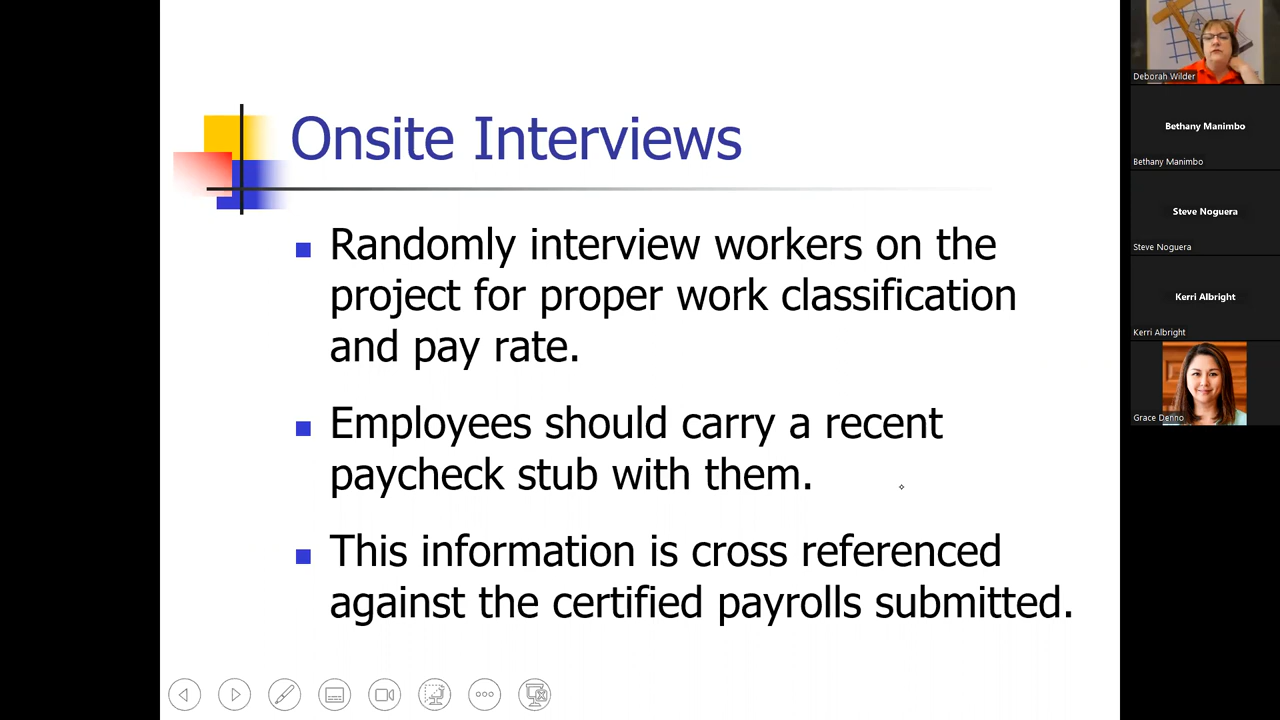 Onsite Interviews
Randomly interview workers on the
project for proper work classification
and pay rate.
Employees should carry a recent
paycheck stub with them.
This information is cross referenced
against the certified payrolls submitted.
Deborah Wilder
Bethany Manimbo
Bethany Manimbo
Steve Noguera
Steve Noguera
Kerri Albright
Kerri Albright
Grace Denno